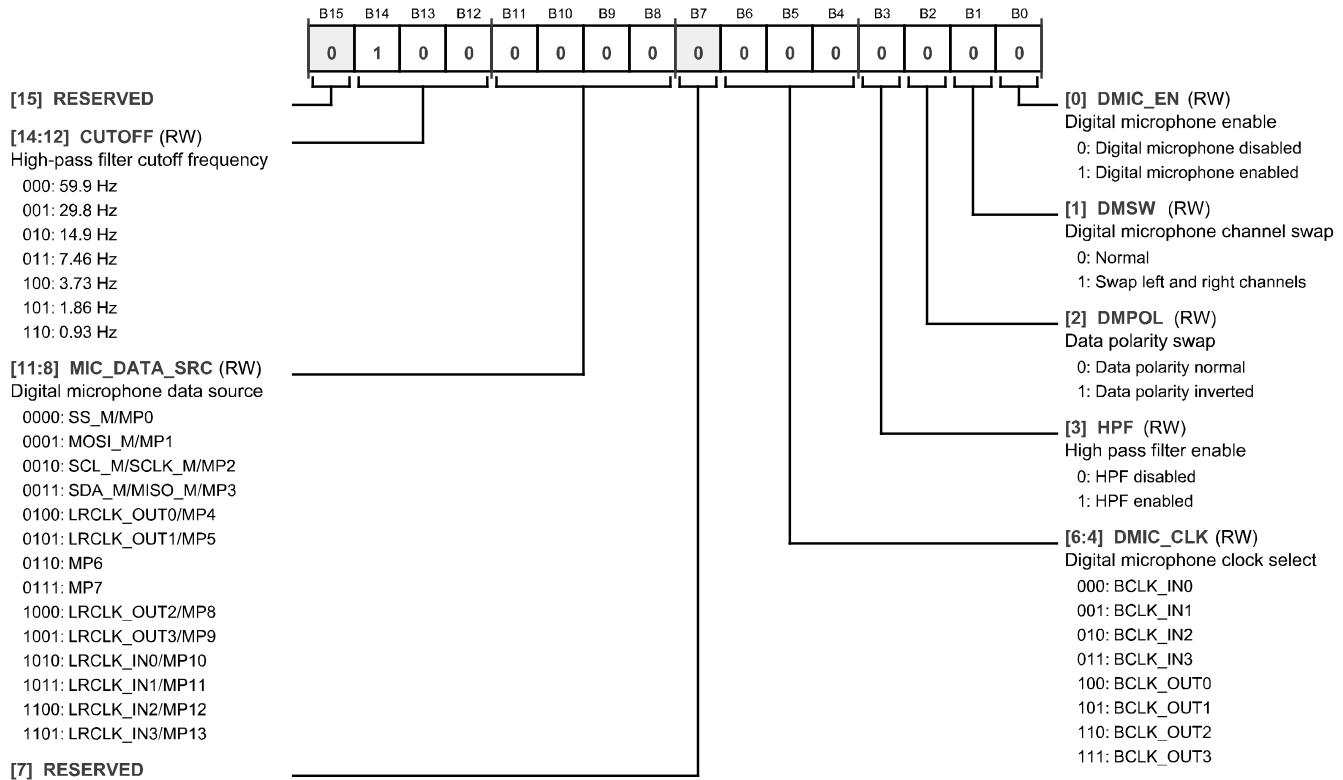 B15 B14 B13 B12 B11 B10 B9 B8 B7 B6 B5 B4 B3 B2 B1 B0
0 1 0 0 0 0 0 0 0 0 0 0 0 0 0 0
[15] RESERVED
[14:12] CUTOFF (RW)
High-pass filter cutoff frequency
000: 59.9 Hz
001: 29.8 Hz
010: 14.9 Hz
011: 7.46 Hz
100: 3.73 Hz
101: 1.86 Hz
110: 0.93 Hz
[11:8] MIC_DATA_SRC (RW)
Digital microphone data source
0000: SS_M/MP0
0001: MOSI_M/MP1
0010: SCL_M/SCLK_M/MP2
0011: SDA_M/MISO_M/MP3
0100: LRCLK_OUT0/MP4
0101: LRCLK_OUT1/MP5
0110: MP6
0111: MP7
1000: LRCLK_OUT2/MP8
1001: LRCLK_OUT3/MP9
1010: LRCLK_IN0/MP10
1011: LRCLK_IN1/MP11
1100: LRCLK_IN2/MP12
1101: LRCLK_IN3/MP13
[7] RESERVED
[0] DMIC_EN (RW)
Digital microphone enable
0: Digital microphone disabled
1: Digital microphone enabled
[1] DMSW (RW)
Digital microphone channel swap
0: Normal
1: Swap left and right channels
[2] DMPOL (RW)
Data polarity swap
0: Data polarity normal
1: Data polarity inverted
[3] HPF (RW)
High pass filter enable
0: HPF disabled
1: HPF enabled
[6:4] DMIC_CLK (RW)
Digital microphone clock select
000: BCLK_IN0
001: BCLK_IN1
010: BCLK_IN2
011: BCLK_IN3
100: BCLK_OUT0
101: BCLK_OUT1
110: BCLK_OUT2
111: BCLK_OUT3